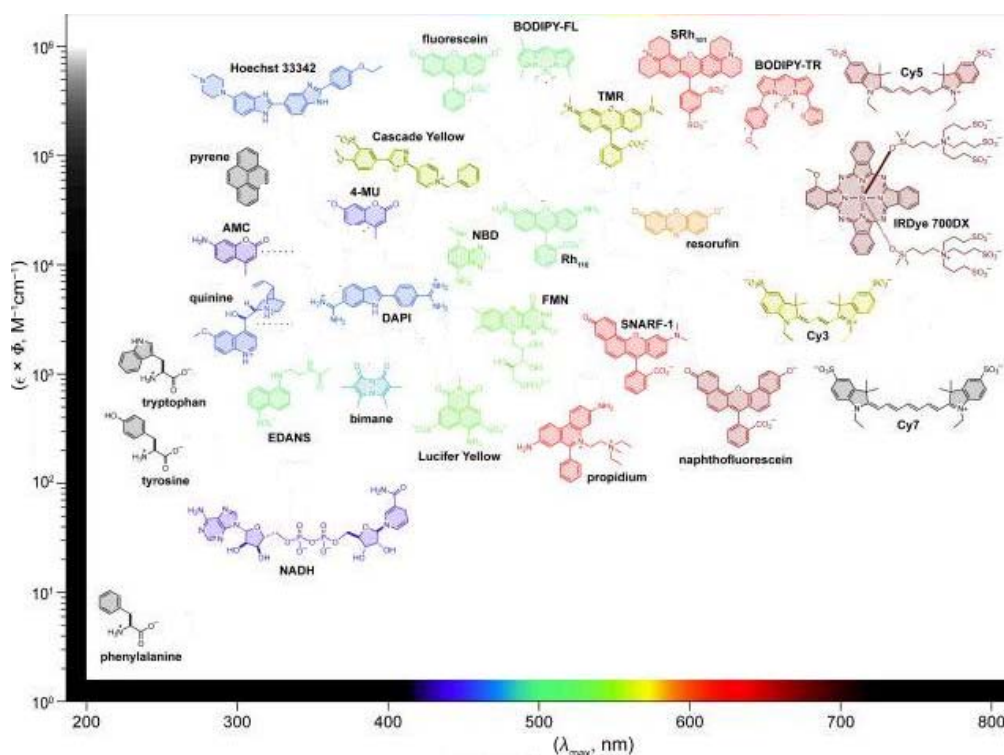 10⁶
10⁵
10⁴
10³
10²
10¹
10⁰
(ϵ × Φ, M⁻¹cm⁻¹)
Hoechst 33342
fluorescein
BODIPY-FL
SRh₁₀₁
BODIPY-TR
Cy5
TMR
Cascade Yellow
pyrene
4-MU
AMC
NBD
Rh₁₁₀
resorufin
IRDye 700DX
quinine
DAPI
FMN
SNARF-1
Cy3
tryptophan
EDANS
bimane
Lucifer Yellow
propidium
naphthofluorescein
Cy7
tyrosine
NADH
phenylalanine
200
300
400
500
600
700
800
(λmax, nm)